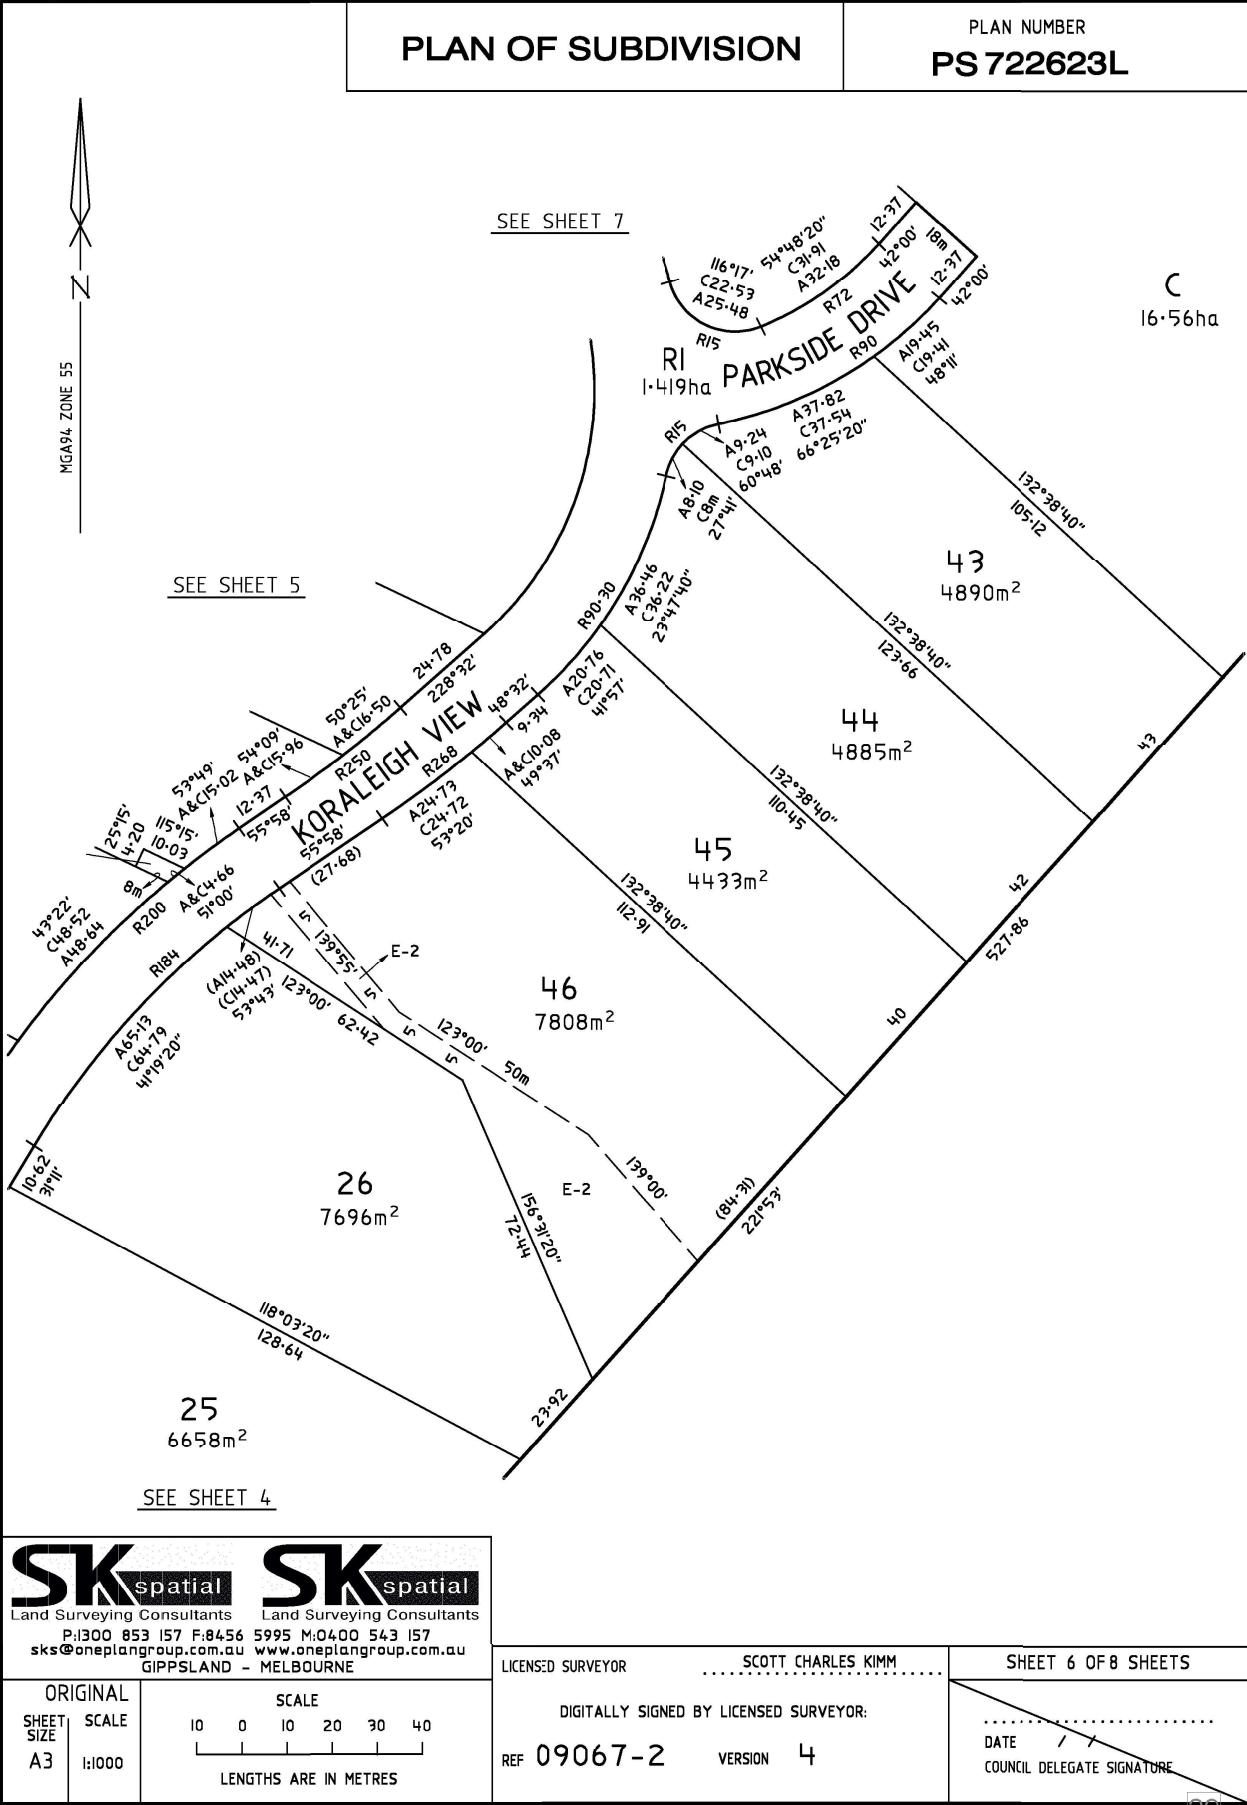 PLAN OF SUBDIVISION
PLAN NUMBER
PS 722623L
N
MGA94 ZONE 55
SEE SHEET 7
116°17'
C22·53
A25·48
54°48'20"
C31·91
A32·18
12·37
42°00'
18m
12·37
42°00'
R72
R15
PARKSIDE DRIVE
R90
R1
1·419ha
C
16·56ha
A19·45
C19·41
48°11'
A37·82
C37·54
66°25'20"
R15
A9·24
C9·10
60°48'
A8·10
C8m
27°41'
132°38'40"
105·12
43
4890m²
SEE SHEET 5
R90·30
A36·46
C36·22
23°47'40"
132°38'40"
123·66
24·78
228°32'
A20·76
C20·71
41°57'
50°25'
A&C16·50
48°32'
9·34
44
4885m²
43
54°09'
A&C15·96
R250
KORALEIGH VIEW
R268
A&C10·08
49°37'
53°49'
A&C15·02
12·37
55°58'
55°58'
(27·68)
A24·73
C24·72
53°20'
132°38'40"
110·45
25°15'
4·20
115°15'
10·03
8m
A&C4·66
51°00'
45
4433m²
42
43°22'
C48·52
A48·64
R200
132°38'40"
112·91
527·86
R184
(A14·48)
(C14·47)
53°43'
41·71
5
139°55'
5
E-2
46
7808m²
40
123°00'
62·42
5
5
123°00'
50m
A65·13
C64·79
41°19'20"
10·62
31°11'
26
7696m²
E-2
139°00'
156°31'20"
72·44
(84·31)
221°53'
118°03'20"
128·64
23·92
25
6658m²
SEE SHEET 4
SK spatial
Land Surveying Consultants
SK spatial
Land Surveying Consultants
P:1300 853 157 F:8456 5995 M:0400 543 157
sks@oneplangroup.com.au www.oneplangroup.com.au
GIPPSLAND - MELBOURNE
ORIGINAL
SHEET SIZE
SCALE
A3
1:1000
SCALE
10 0 10 20 30 40
LENGTHS ARE IN METRES
LICENSED SURVEYOR
SCOTT CHARLES KIMM
DIGITALLY SIGNED BY LICENSED SURVEYOR:
REF 09067-2 VERSION 4
SHEET 6 OF 8 SHEETS
DATE / /
COUNCIL DELEGATE SIGNATURE